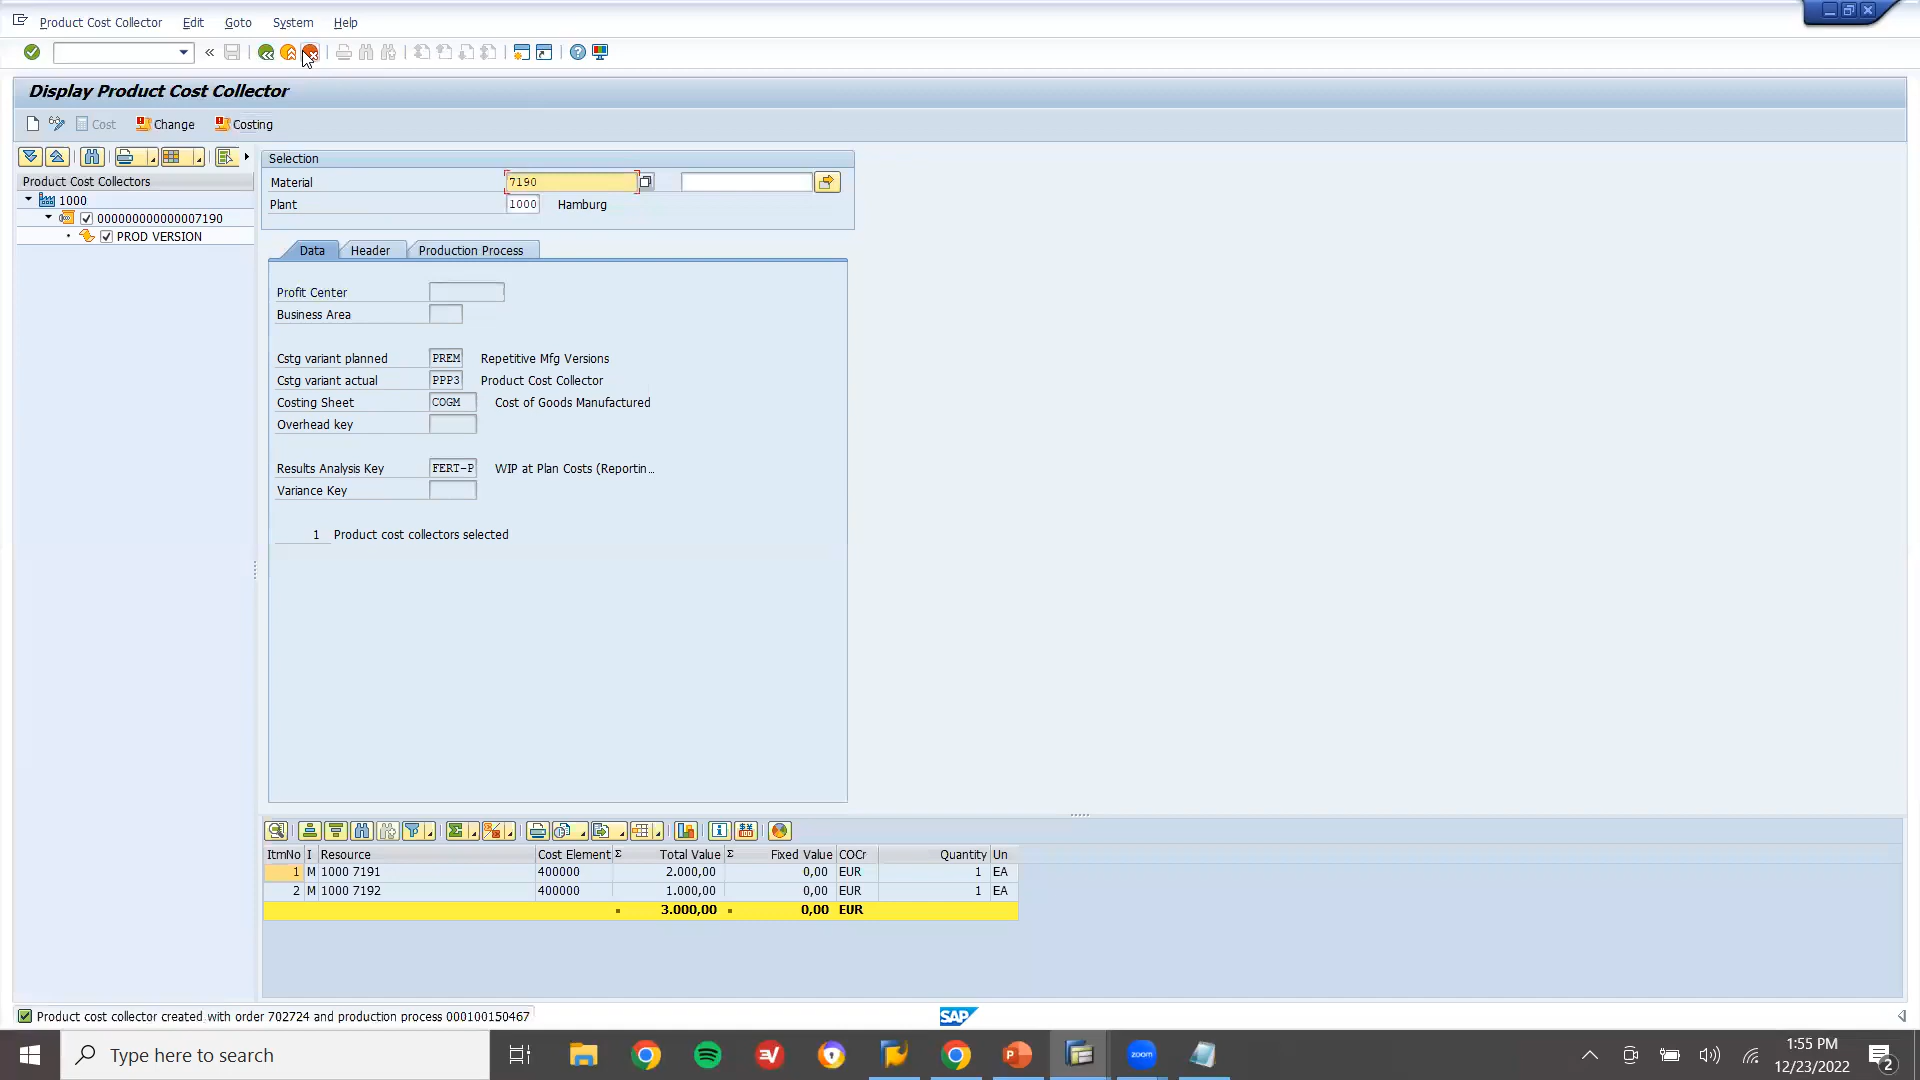 Product Cost Collector Edit Goto System Help
Display Product Cost Collector
Cost Change Costing
Selection
Material 7190
Plant 1000 Hamburg
Product Cost Collectors
1000
000000000000007190
PROD VERSION
Data Header Production Process
Profit Center
Business Area
Cstg variant planned PREM Repetitive Mfg Versions
Cstg variant actual PPP3 Product Cost Collector
Costing Sheet COGM Cost of Goods Manufactured
Overhead key
Results Analysis Key FERT-P WIP at Plan Costs (Reportin...
Variance Key
1 Product cost collectors selected
ItmNo I Resource Cost Element Σ Total Value Σ Fixed Value COCr Quantity Un
1 M 1000 7191 400000 2.000,00 0,00 EUR 1 EA
2 M 1000 7192 400000 1.000,00 0,00 EUR 1 EA
3.000,00 0,00 EUR
Product cost collector created with order 702724 and production process 000100150467
SAP
Type here to search
zoom
1:55 PM
12/23/2022
2